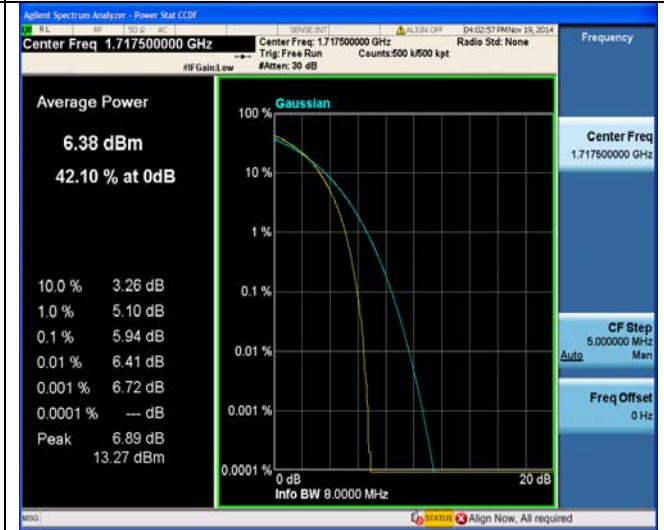 Agilent Spectrum Analyzer - Power Stat CCDF
RL RF 50 Ω AC SENSE:INT ALIGN OFF 04:02:57 PM Nov 19, 2014
Center Freq 1.717500000 GHz
Center Freq: 1.717500000 GHz Radio Std: None
Trig: Free Run Counts:500 k/500 kpt
#IFGain:Low #Atten: 30 dB
Frequency
Average Power
6.38 dBm
42.10 % at 0dB
10.0 % 3.26 dB
1.0 % 5.10 dB
0.1 % 5.94 dB
0.01 % 6.41 dB
0.001 % 6.72 dB
0.0001 % --- dB
Peak 6.89 dB
13.27 dBm
Gaussian
100 %
10 %
1 %
0.1 %
0.01 %
0.001 %
0.0001 %
0 dB 20 dB
Info BW 8.0000 MHz
Center Freq
1.717500000 GHz
CF Step
5.000000 MHz
Auto Man
Freq Offset
0 Hz
MSG STATUS Align Now, All required